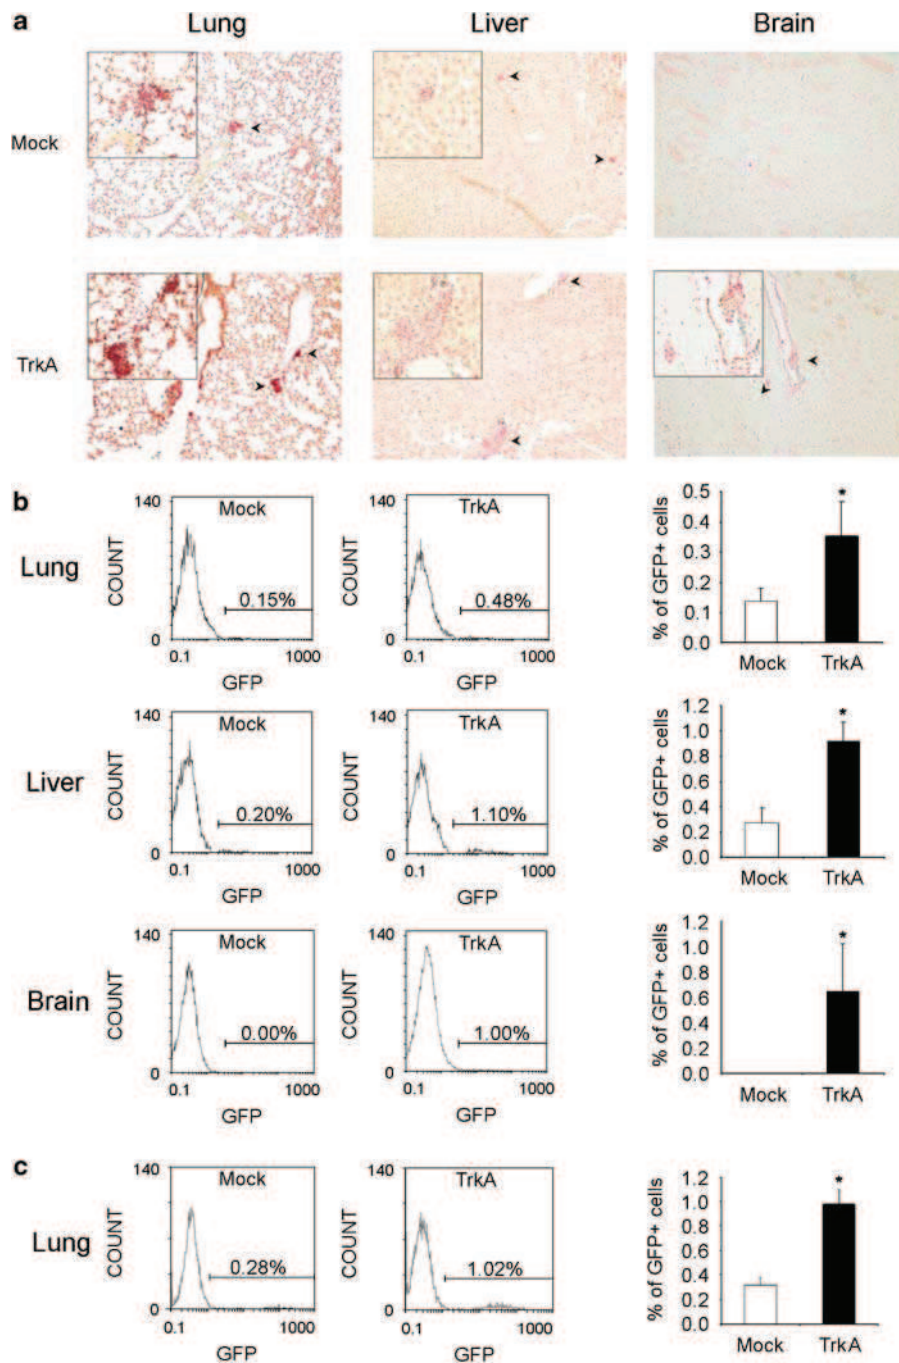 a
Lung
Liver
Brain
Mock
TrkA
b
Lung
140
Mock
COUNT
0.15%
0
0.1
1000
GFP
140
TrkA
COUNT
0.48%
0
0.1
1000
GFP
% of GFP+ cells
0.5
0.4
0.3
0.2
0.1
0.0
*
Mock
TrkA
Liver
140
Mock
COUNT
0.20%
0
0.1
1000
GFP
140
TrkA
COUNT
1.10%
0
0.1
1000
GFP
% of GFP+ cells
1.2
1.0
0.8
0.6
0.4
0.2
0.0
*
Mock
TrkA
Brain
140
Mock
COUNT
0.00%
0
0.1
1000
GFP
140
TrkA
COUNT
1.00%
0
0.1
1000
GFP
% of GFP+ cells
1.2
1.0
0.8
0.6
0.4
0.2
0.0
*
Mock
TrkA
c
Lung
140
Mock
COUNT
0.28%
0
0.1
1000
GFP
140
TrkA
COUNT
1.02%
0
0.1
1000
GFP
% of GFP+ cells
1.2
1.0
0.8
0.6
0.4
0.2
0.0
*
Mock
TrkA